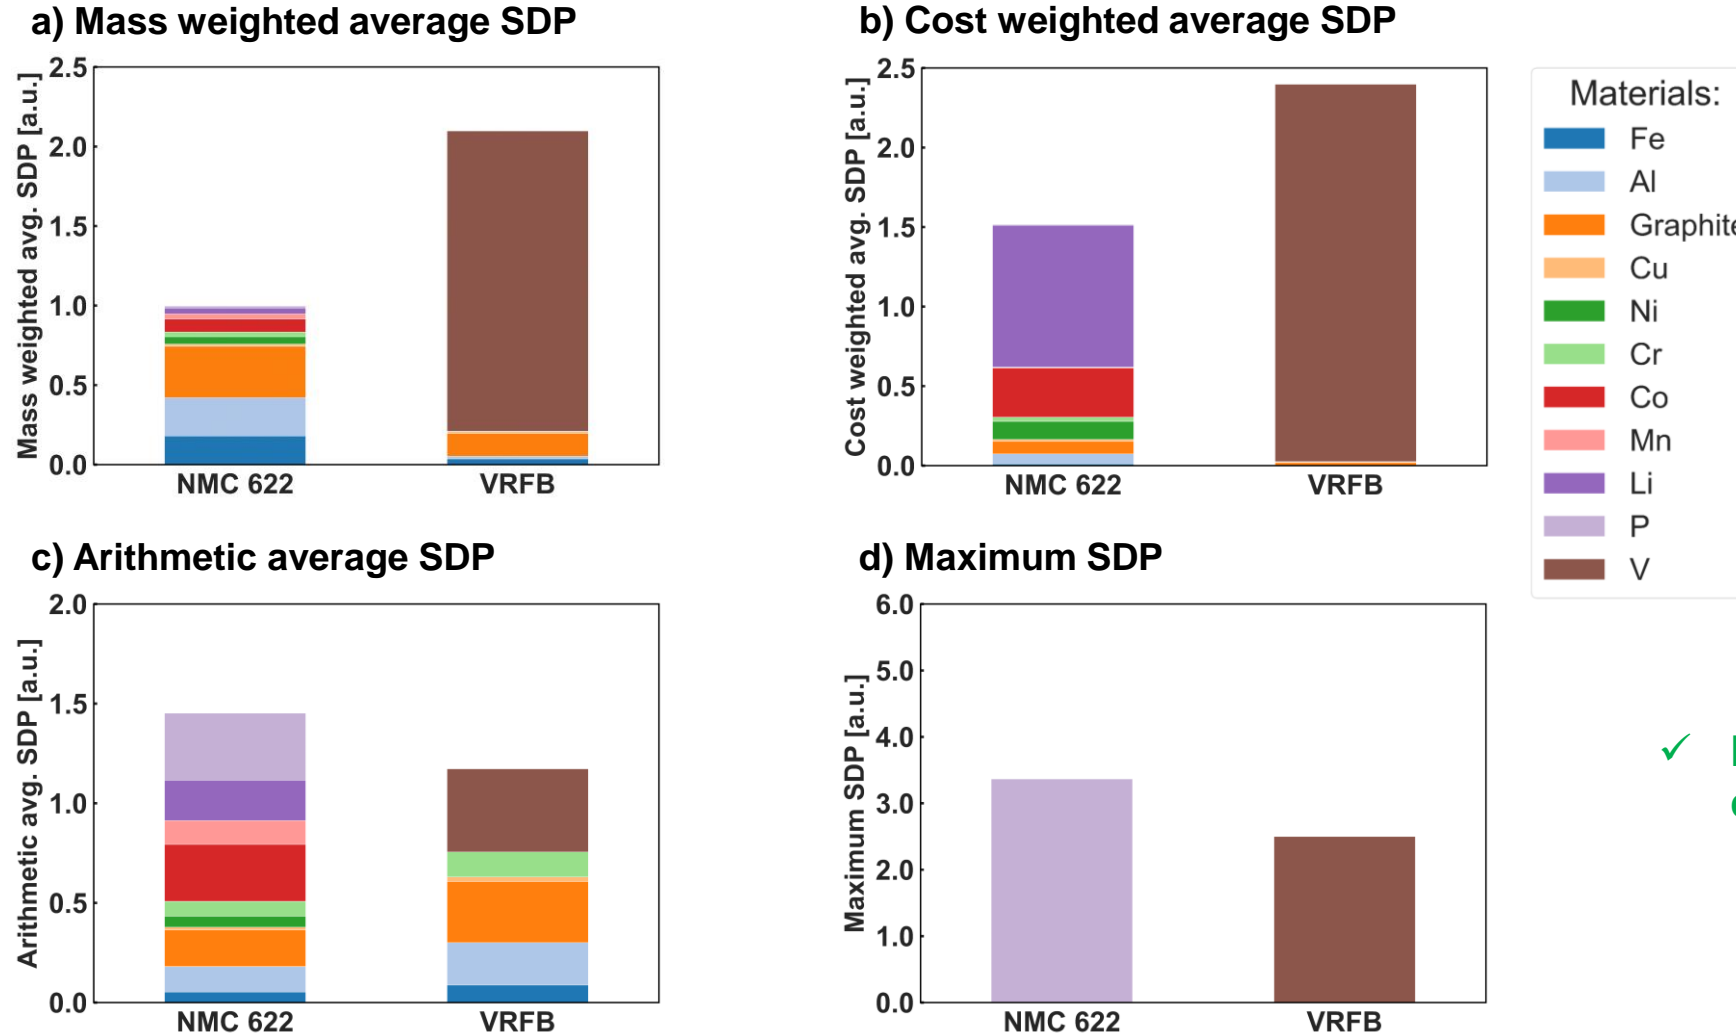 a) Mass weighted average SDP
Mass weighted avg. SDP [a.u.]
2.5
2.0
1.5
1.0
0.5
0.0
NMC 622 VRFB
b) Cost weighted average SDP
Cost weighted avg. SDP [a.u.]
2.5
2.0
1.5
1.0
0.5
0.0
NMC 622 VRFB
Materials:
Fe
Al
Graphite
Cu
Ni
Cr
Co
Mn
Li
P
V
c) Arithmetic average SDP
Arithmetic avg. SDP [a.u.]
2.0
1.5
1.0
0.5
0.0
NMC 622 VRFB
d) Maximum SDP
Maximum SDP [a.u.]
6.0
5.0
4.0
3.0
2.0
1.0
0.0
NMC 622 VRFB